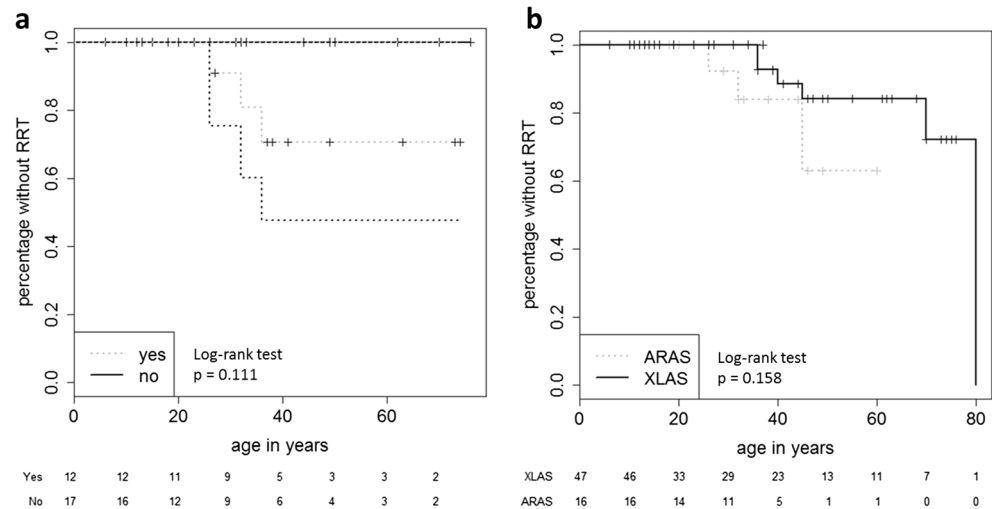 a
1.0
0.8
0.6
0.4
0.2
0.0
percentage without RRT
yes
no
Log-rank test
p = 0.111
0 20 40 60
age in years
Yes 12 12 11 9 5 3 3 2
No 17 16 12 9 6 4 3 2
b
1.0
0.8
0.6
0.4
0.2
0.0
percentage without RRT
ARAS
XLAS
Log-rank test
p = 0.158
0 20 40 60 80
age in years
XLAS 47 46 33 29 23 13 11 7 1
ARAS 16 16 14 11 5 1 1 0 0